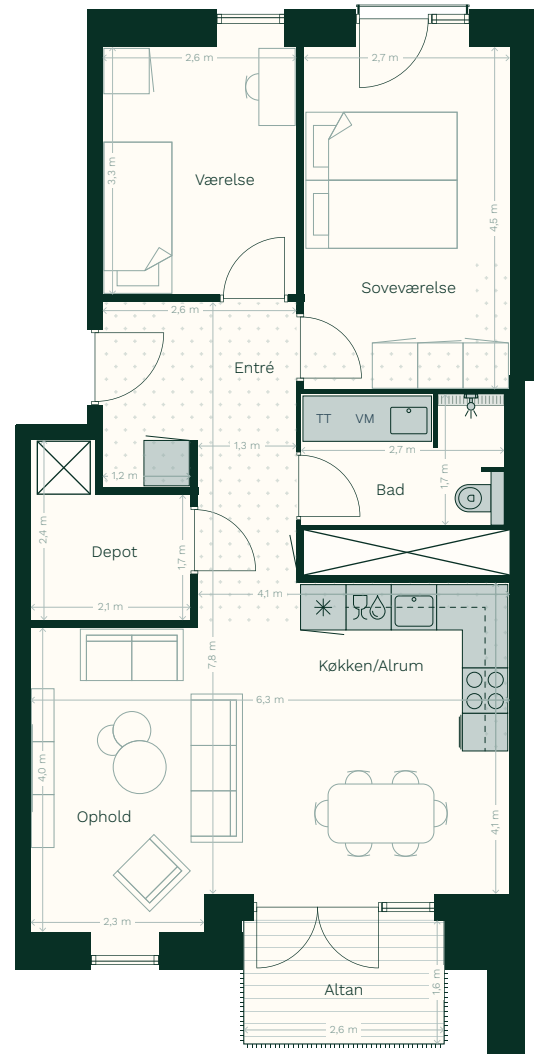 2,6 m
2,7 m
3,3 m
Værelse
4,5 m
Soveværelse
2,6 m
Entré
TT
VM
1,3 m
2,7 m
1,2 m
1,7 m
Bad
2,4 m
Depot
1,7 m
4,1 m
2,1 m
7,8 m
Køkken/Alrum
6,3 m
4,0 m
Ophold
4,1 m
2,3 m
1,6 m
Altan
2,6 m